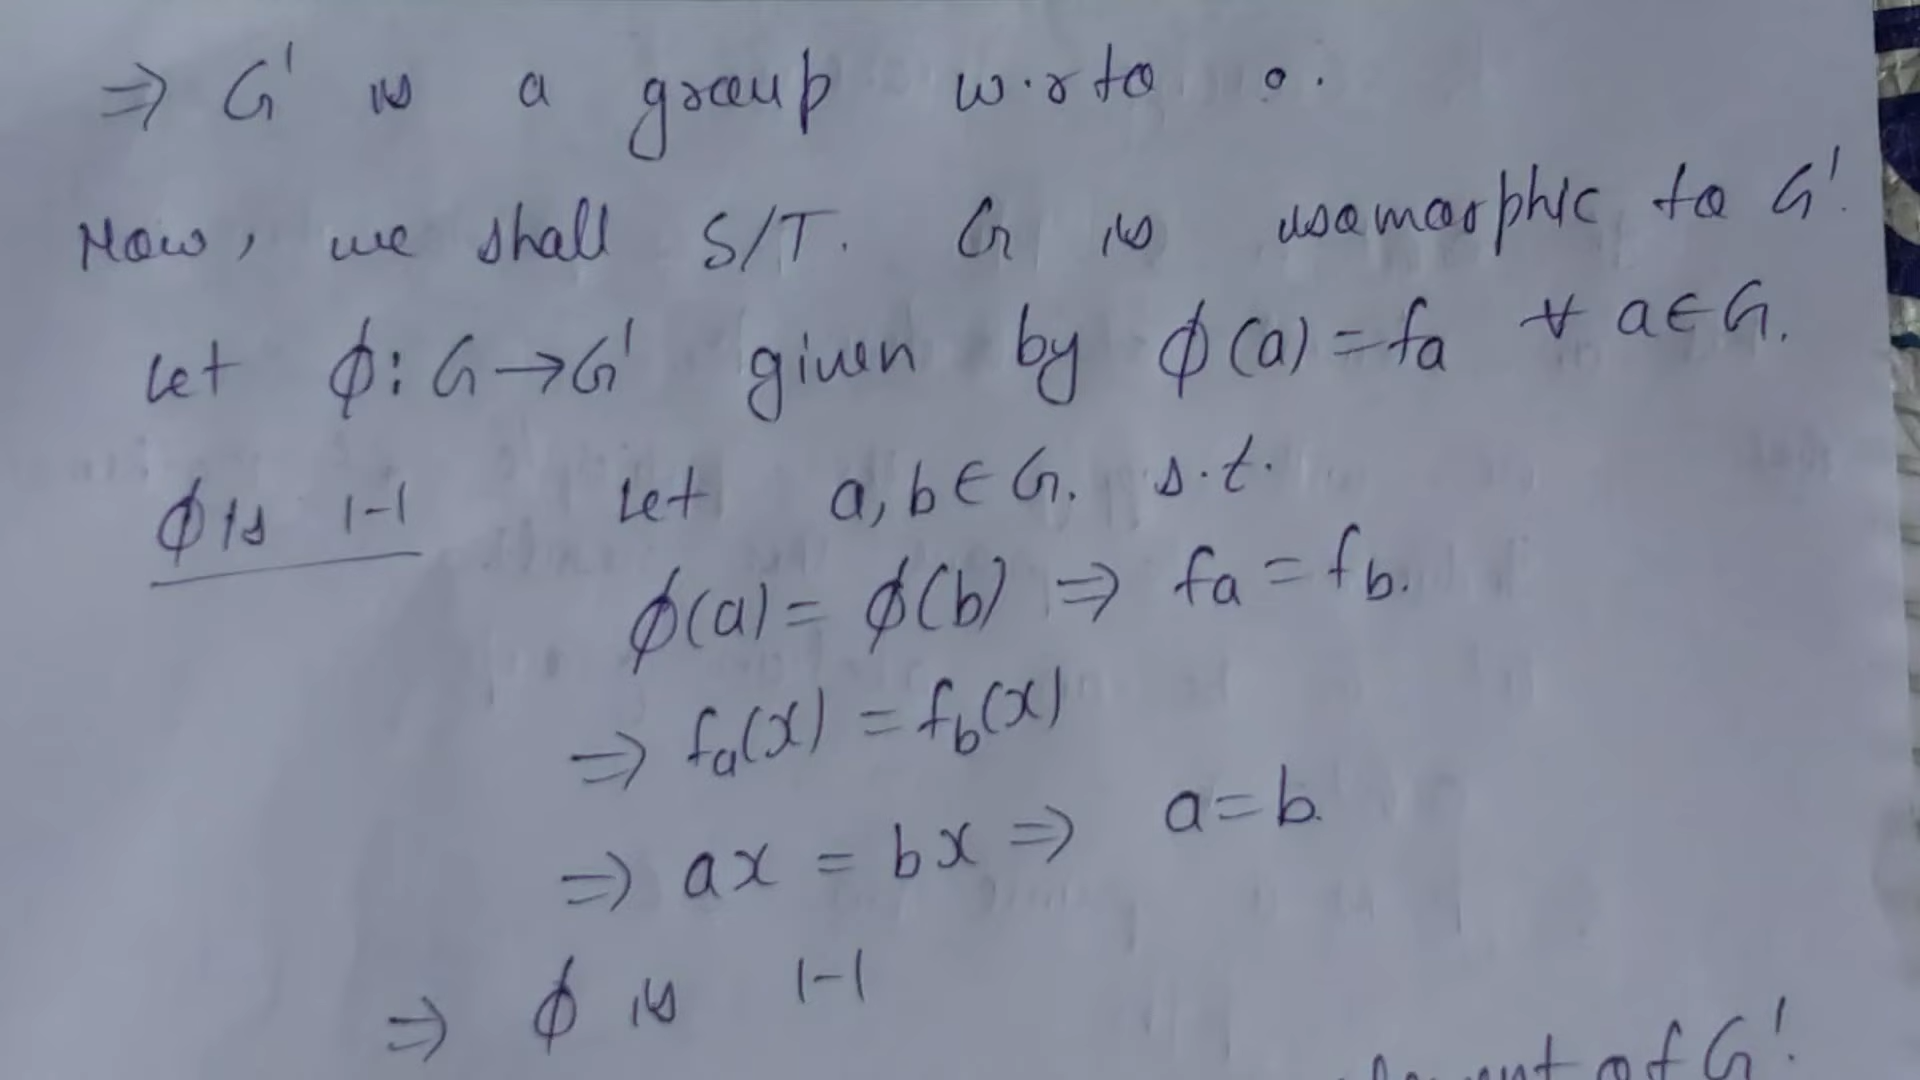 ⇒ G' is a group w.r to o.
Now, we shall S/T. G is isomorphic to G'.
Let ϕ: G→G' given by ϕ(a) = fa ∀ a∈G.
ϕ is 1-1 Let a, b ∈ G. s.t.
ϕ(a) = ϕ(b) ⇒ fa = fb.
⇒ fa(x) = fb(x)
⇒ ax = bx ⇒ a = b.
⇒ ϕ is 1-1
of G'.